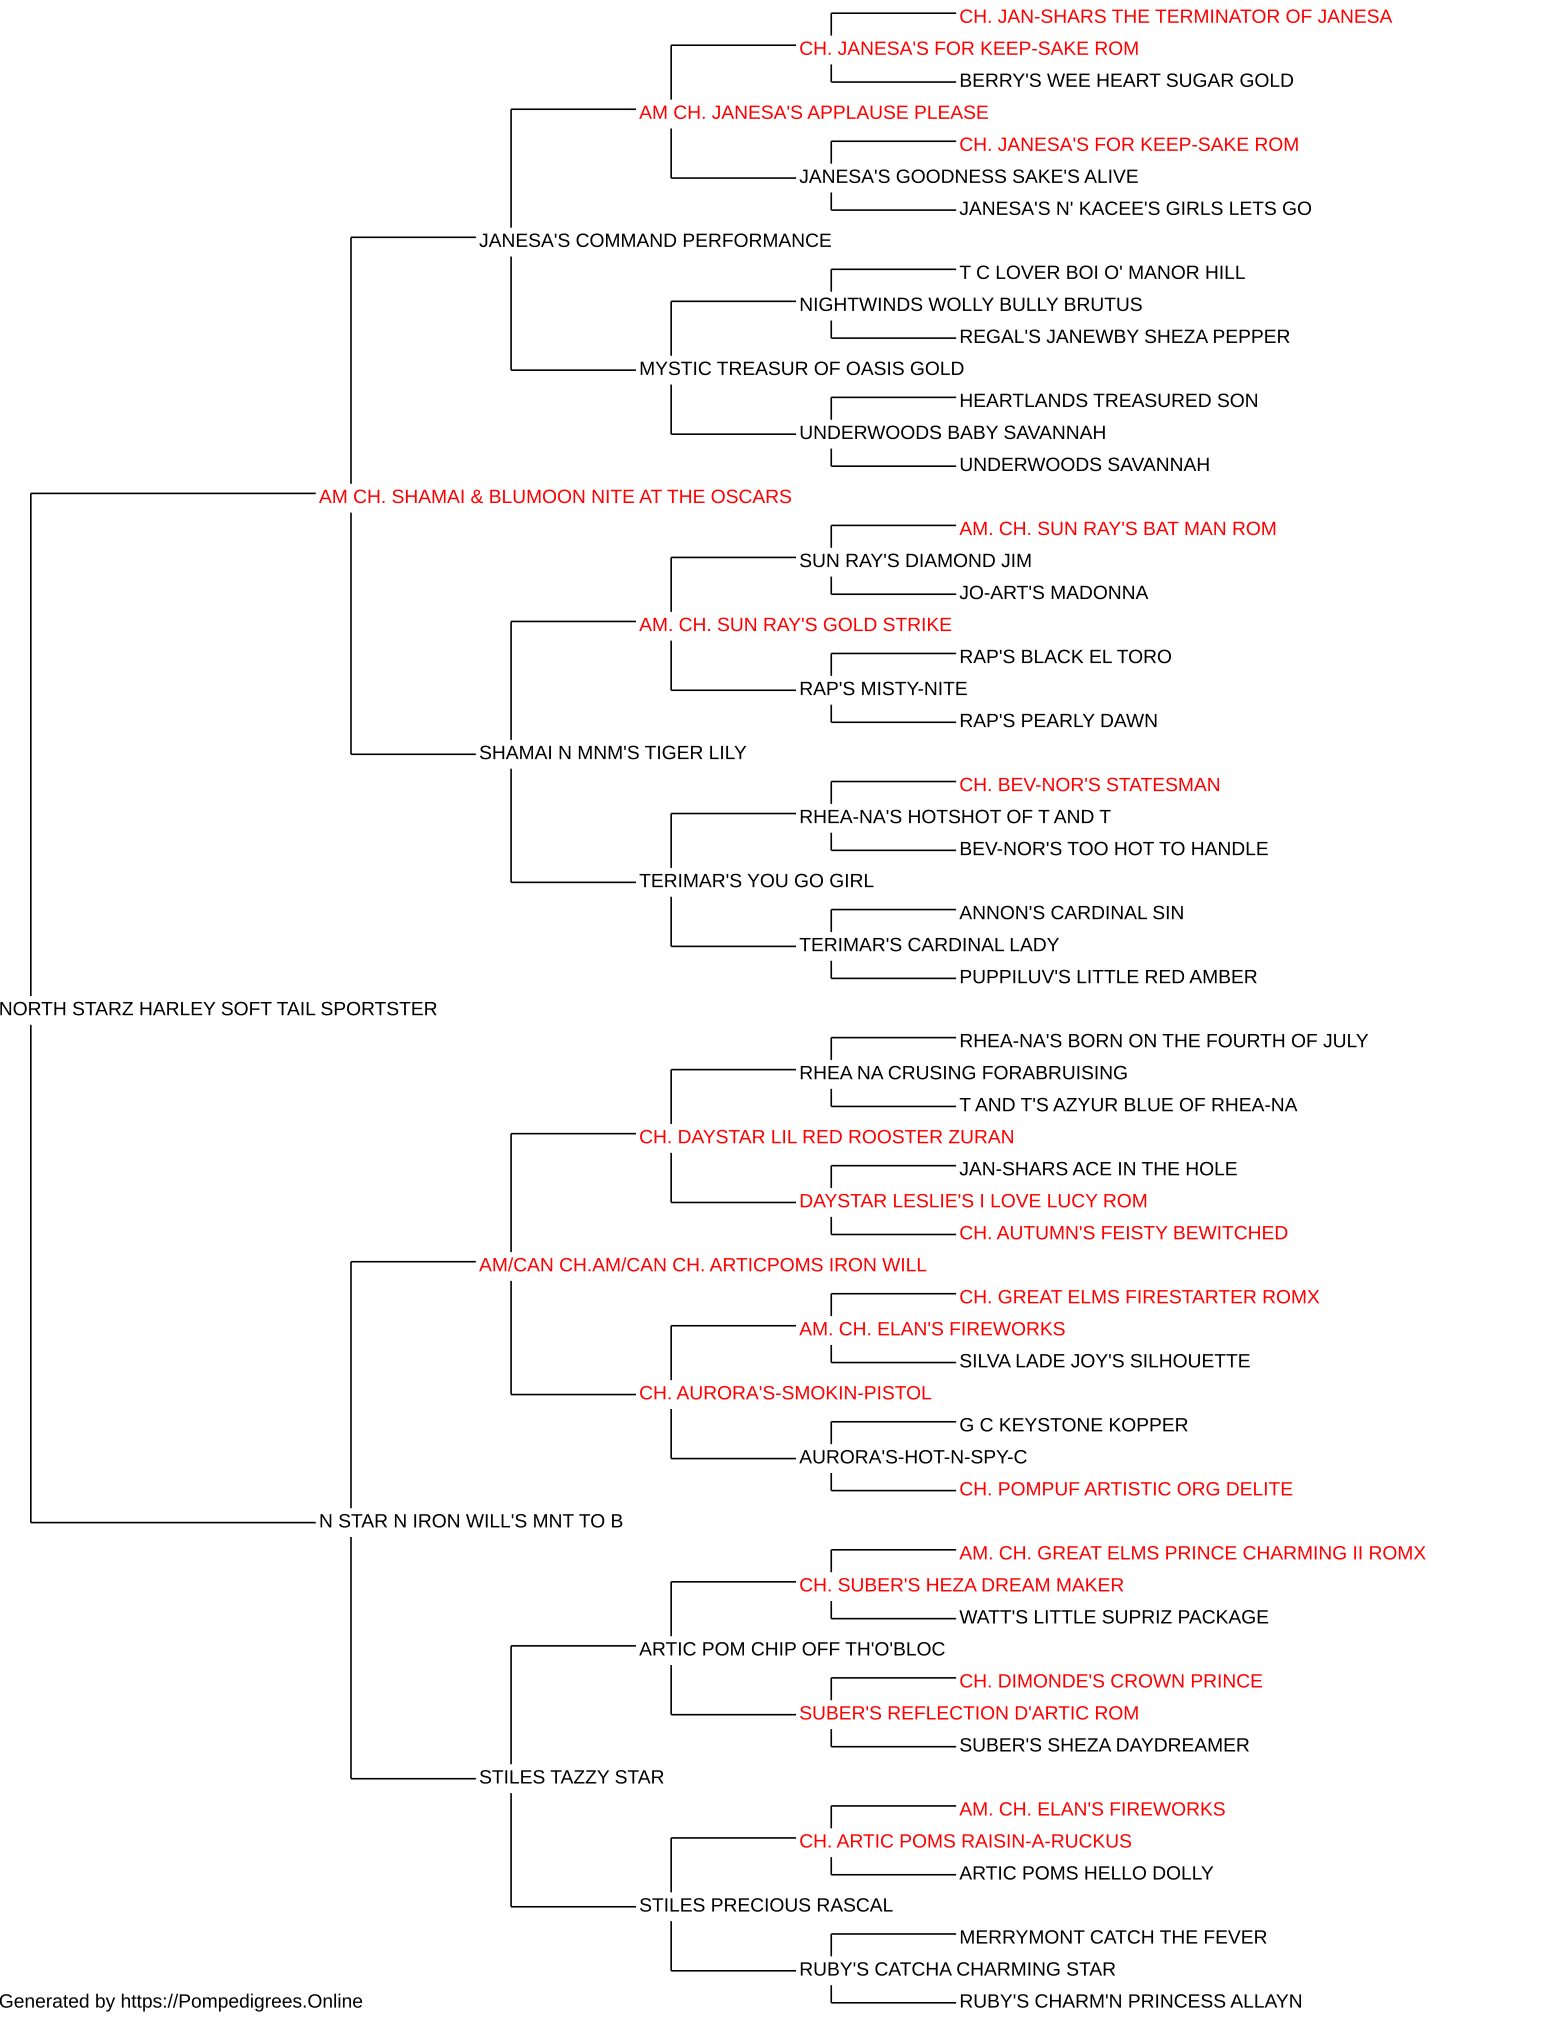 CH. JAN-SHARS THE TERMINATOR OF JANESA
CH. JANESA'S FOR KEEP-SAKE ROM
BERRY'S WEE HEART SUGAR GOLD
AM CH. JANESA'S APPLAUSE PLEASE
CH. JANESA'S FOR KEEP-SAKE ROM
JANESA'S GOODNESS SAKE'S ALIVE
JANESA'S N' KACEE'S GIRLS LETS GO
JANESA'S COMMAND PERFORMANCE
T C LOVER BOI O' MANOR HILL
NIGHTWINDS WOLLY BULLY BRUTUS
REGAL'S JANEWBY SHEZA PEPPER
MYSTIC TREASUR OF OASIS GOLD
HEARTLANDS TREASURED SON
UNDERWOODS BABY SAVANNAH
UNDERWOODS SAVANNAH
AM CH. SHAMAI & BLUMOON NITE AT THE OSCARS
AM. CH. SUN RAY'S BAT MAN ROM
SUN RAY'S DIAMOND JIM
JO-ART'S MADONNA
AM. CH. SUN RAY'S GOLD STRIKE
RAP'S BLACK EL TORO
RAP'S MISTY-NITE
RAP'S PEARLY DAWN
SHAMAI N MNM'S TIGER LILY
CH. BEV-NOR'S STATESMAN
RHEA-NA'S HOTSHOT OF T AND T
BEV-NOR'S TOO HOT TO HANDLE
TERIMAR'S YOU GO GIRL
ANNON'S CARDINAL SIN
TERIMAR'S CARDINAL LADY
PUPPILUV'S LITTLE RED AMBER
NORTH STARZ HARLEY SOFT TAIL SPORTSTER
RHEA-NA'S BORN ON THE FOURTH OF JULY
RHEA NA CRUSING FORABRUISING
T AND T'S AZYUR BLUE OF RHEA-NA
CH. DAYSTAR LIL RED ROOSTER ZURAN
JAN-SHARS ACE IN THE HOLE
DAYSTAR LESLIE'S I LOVE LUCY ROM
CH. AUTUMN'S FEISTY BEWITCHED
AM/CAN CH.AM/CAN CH. ARTICPOMS IRON WILL
CH. GREAT ELMS FIRESTARTER ROMX
AM. CH. ELAN'S FIREWORKS
SILVA LADE JOY'S SILHOUETTE
CH. AURORA'S-SMOKIN-PISTOL
G C KEYSTONE KOPPER
AURORA'S-HOT-N-SPY-C
CH. POMPUF ARTISTIC ORG DELITE
N STAR N IRON WILL'S MNT TO B
AM. CH. GREAT ELMS PRINCE CHARMING II ROMX
CH. SUBER'S HEZA DREAM MAKER
WATT'S LITTLE SUPRIZ PACKAGE
ARTIC POM CHIP OFF TH'O'BLOC
CH. DIMONDE'S CROWN PRINCE
SUBER'S REFLECTION D'ARTIC ROM
SUBER'S SHEZA DAYDREAMER
STILES TAZZY STAR
AM. CH. ELAN'S FIREWORKS
CH. ARTIC POMS RAISIN-A-RUCKUS
ARTIC POMS HELLO DOLLY
STILES PRECIOUS RASCAL
MERRYMONT CATCH THE FEVER
RUBY'S CATCHA CHARMING STAR
RUBY'S CHARM'N PRINCESS ALLAYN
Generated by https://Pompedigrees.Online